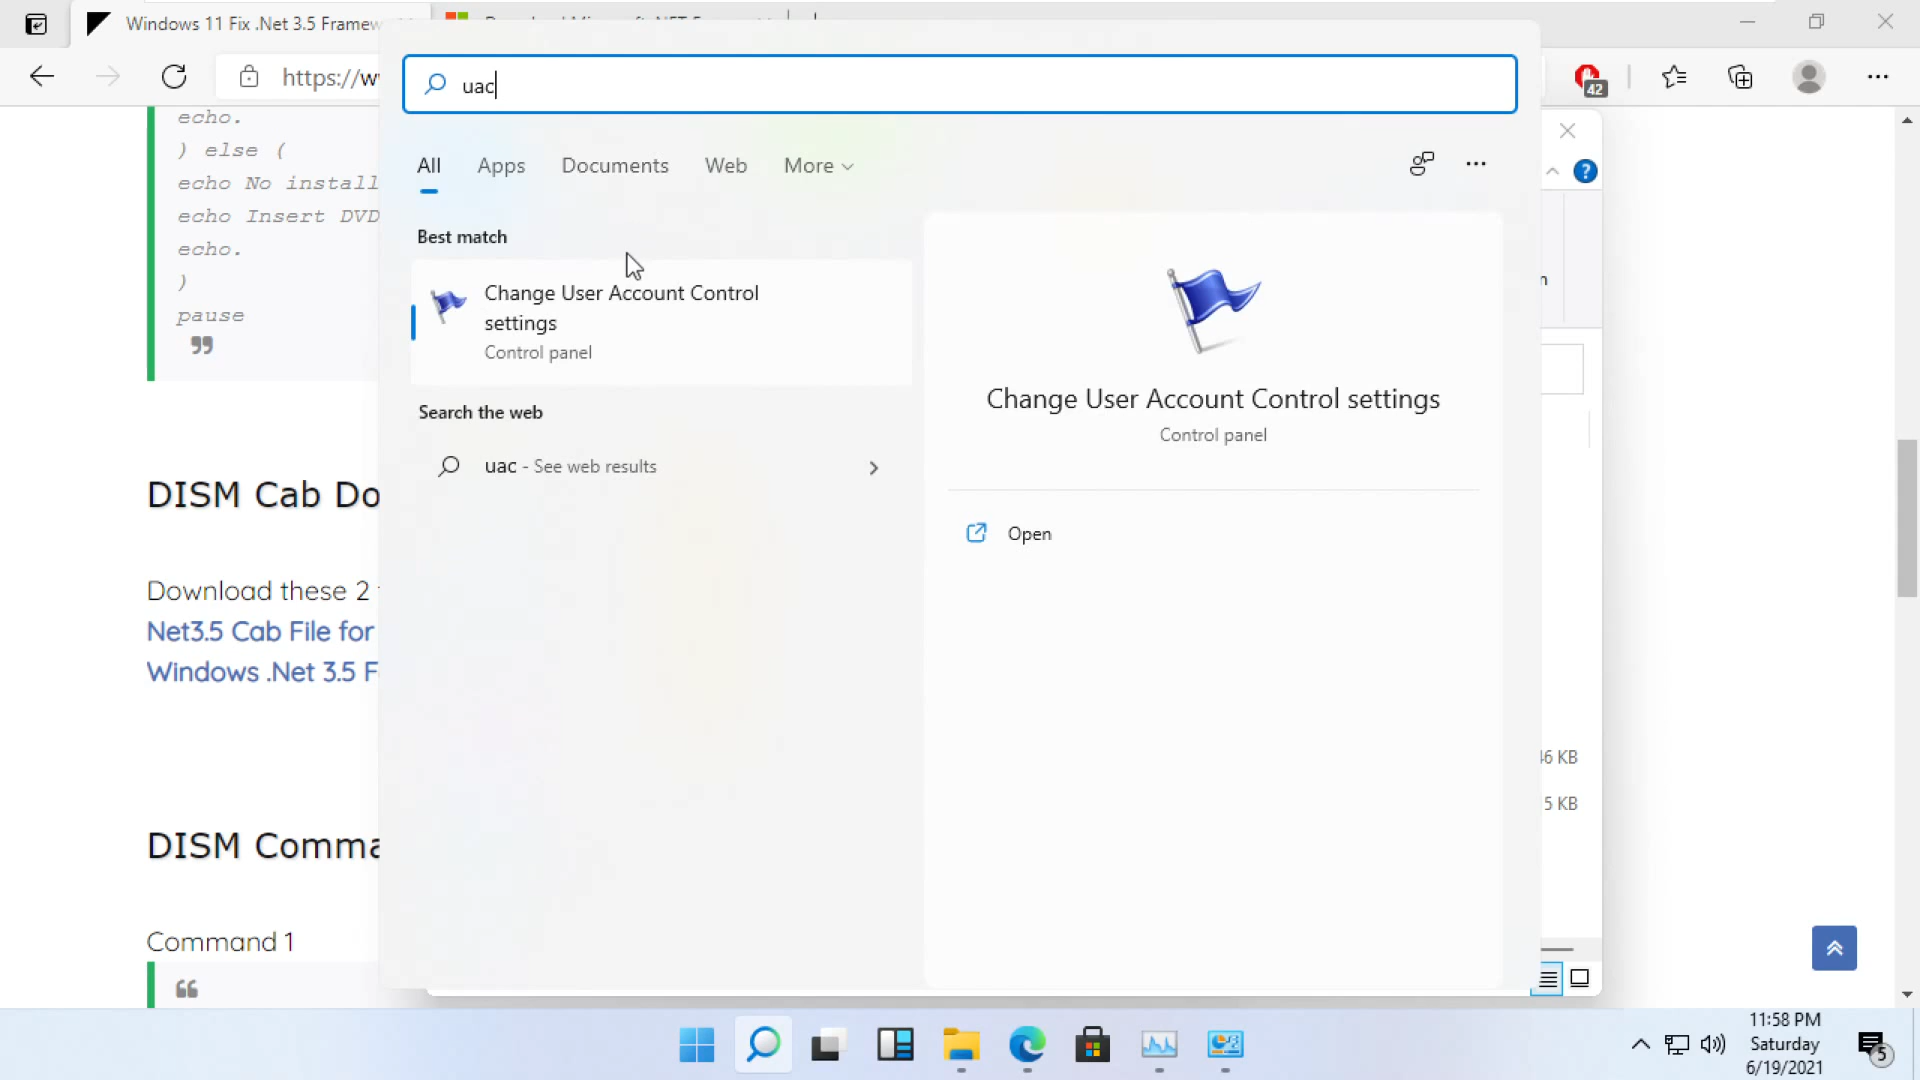 Windows 11 Fix .Net 3.5 Framew
https://w
42
uac
All
Apps
Documents
Web
More
Best match
Change User Account Control
settings
Control panel
Search the web
uac - See web results
Change User Account Control settings
Control panel
Open
echo.
) else (
echo No install
echo Insert DVD
echo.
)
pause
DISM Cab Do
Download these 2
Net3.5 Cab File for
Windows .Net 3.5 F
DISM Comma
Command 1
46 KB
5 KB
11:58 PM
Saturday
6/19/2021
5